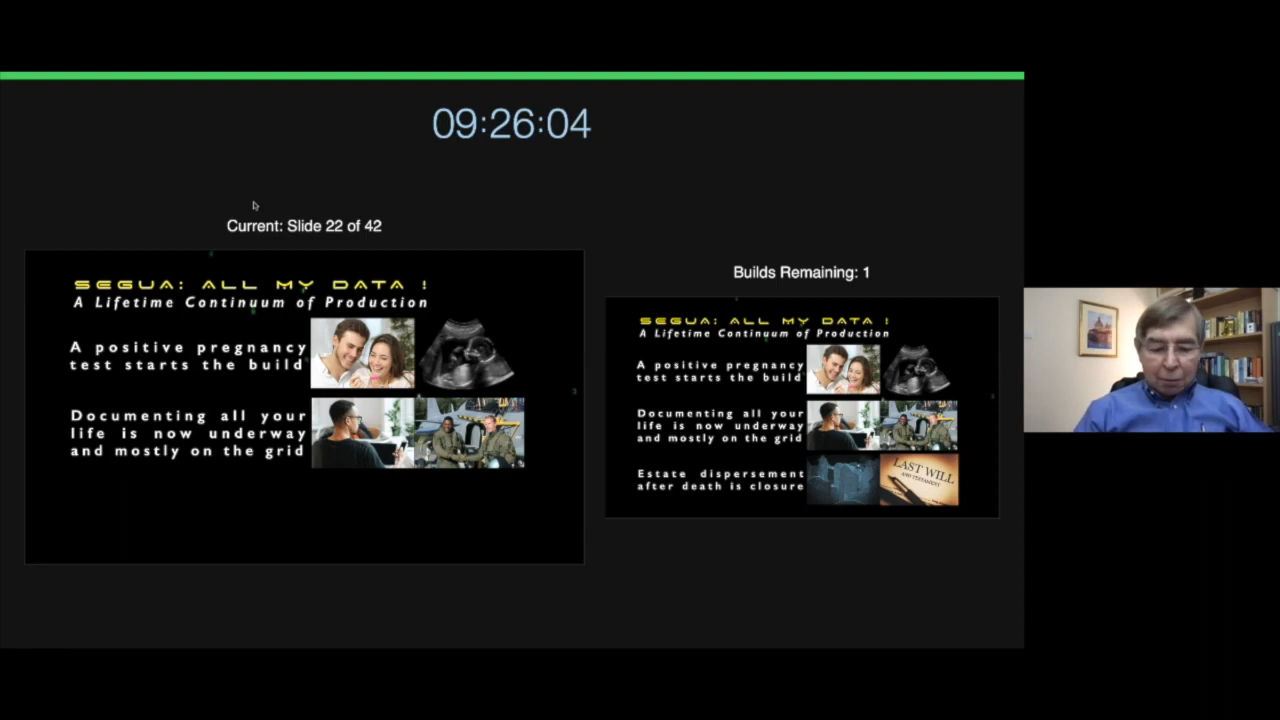 09:26:04
Current: Slide 22 of 42
SEGUA: ALL MY DATA !
A Lifetime Continuum of Production
A positive pregnancy
test starts the build
Documenting all your
life is now underway
and mostly on the grid
Builds Remaining: 1
SEGUA: ALL MY DATA !
A Lifetime Continuum of Production
A positive pregnancy
test starts the build
Documenting all your
life is now underway
and mostly on the grid
Estate dispersement
after death is closure
LAST WILL
AND TESTAMENT